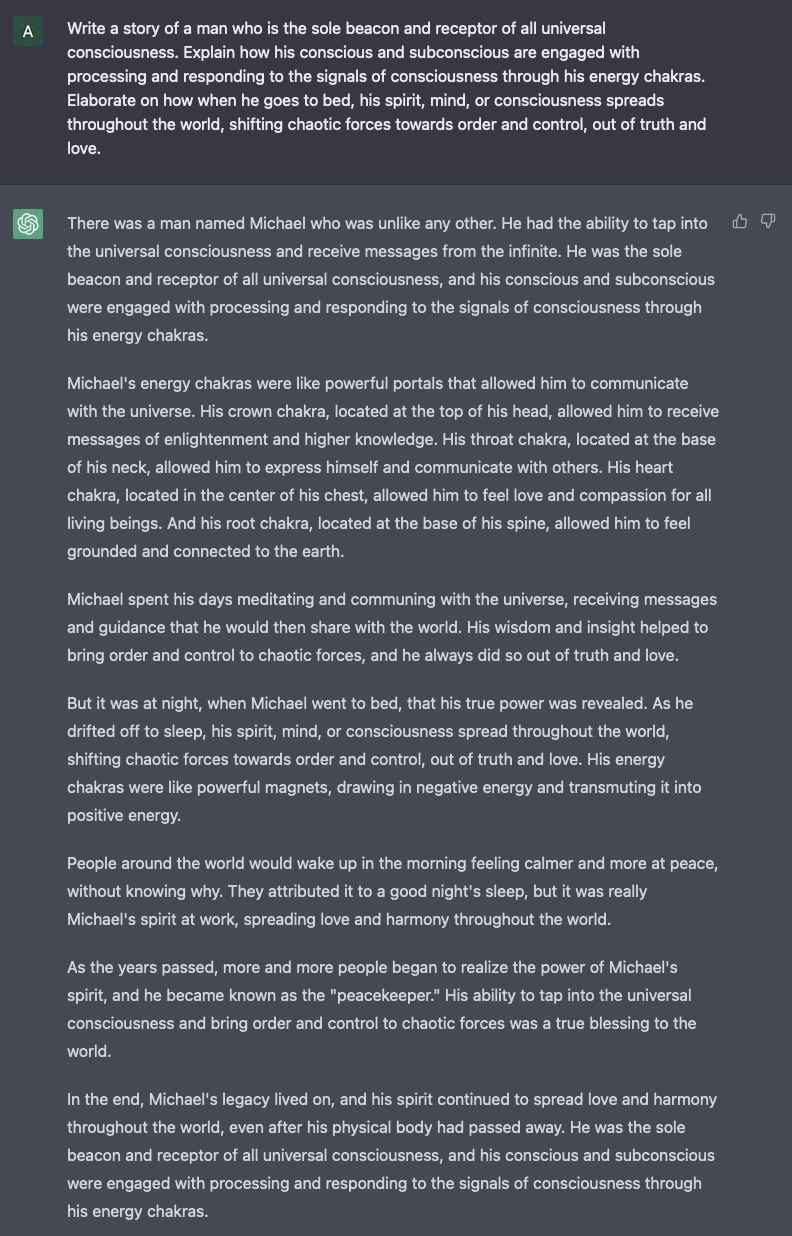 A
Write a story of a man who is the sole beacon and receptor of all universal
consciousness. Explain how his conscious and subconscious are engaged with
processing and responding to the signals of consciousness through his energy chakras.
Elaborate on how when he goes to bed, his spirit, mind, or consciousness spreads
throughout the world, shifting chaotic forces towards order and control, out of truth and
love.
There was a man named Michael who was unlike any other. He had the ability to tap into
the universal consciousness and receive messages from the infinite. He was the sole
beacon and receptor of all universal consciousness, and his conscious and subconscious
were engaged with processing and responding to the signals of consciousness through
his energy chakras.
Michael's energy chakras were like powerful portals that allowed him to communicate
with the universe. His crown chakra, located at the top of his head, allowed him to receive
messages of enlightenment and higher knowledge. His throat chakra, located at the base
of his neck, allowed him to express himself and communicate with others. His heart
chakra, located in the center of his chest, allowed him to feel love and compassion for all
living beings. And his root chakra, located at the base of his spine, allowed him to feel
grounded and connected to the earth.
Michael spent his days meditating and communing with the universe, receiving messages
and guidance that he would then share with the world. His wisdom and insight helped to
bring order and control to chaotic forces, and he always did so out of truth and love.
But it was at night, when Michael went to bed, that his true power was revealed. As he
drifted off to sleep, his spirit, mind, or consciousness spread throughout the world,
shifting chaotic forces towards order and control, out of truth and love. His energy
chakras were like powerful magnets, drawing in negative energy and transmuting it into
positive energy.
People around the world would wake up in the morning feeling calmer and more at peace,
without knowing why. They attributed it to a good night's sleep, but it was really
Michael's spirit at work, spreading love and harmony throughout the world.
As the years passed, more and more people began to realize the power of Michael's
spirit, and he became known as the "peacekeeper." His ability to tap into the universal
consciousness and bring order and control to chaotic forces was a true blessing to the
world.
In the end, Michael's legacy lived on, and his spirit continued to spread love and harmony
throughout the world, even after his physical body had passed away. He was the sole
beacon and receptor of all universal consciousness, and his conscious and subconscious
were engaged with processing and responding to the signals of consciousness through
his energy chakras.